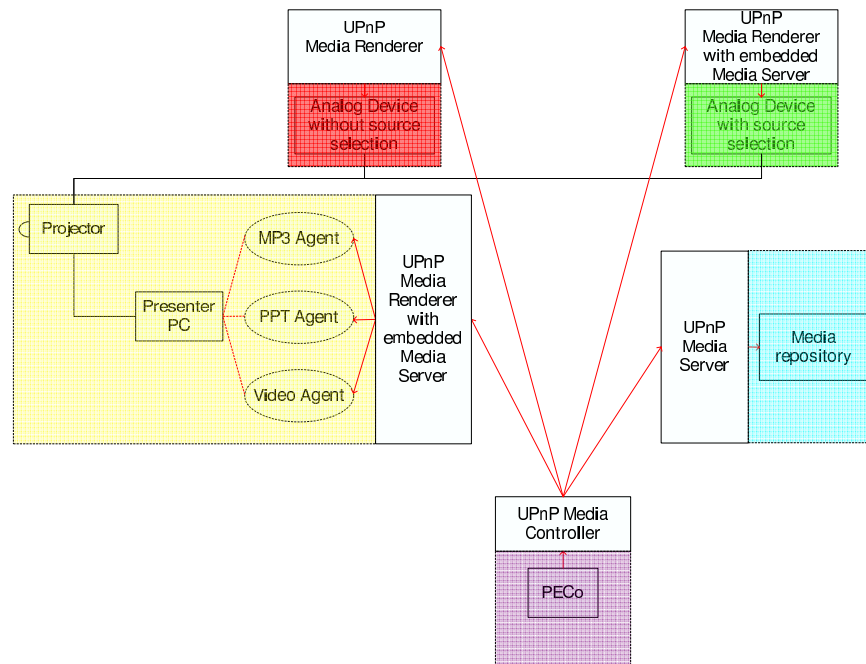 UPnP
Media Renderer
Analog Device
without source
selection
UPnP
Media Renderer
with embedded
Media Server
Analog Device
with source
selection
Projector
Presenter
PC
MP3 Agent
PPT Agent
Video Agent
UPnP
Media
Renderer
with
embedded
Media
Server
UPnP
Media
Server
Media
repository
UPnP Media
Controller
PECo